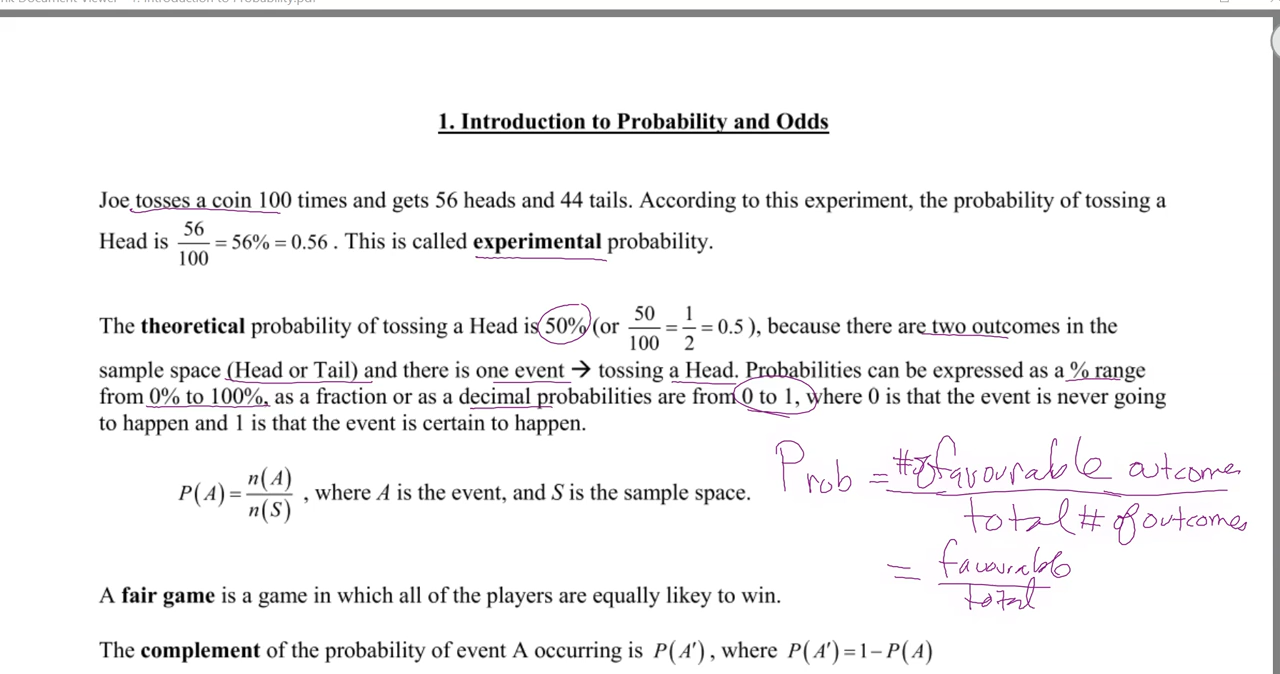 1. Introduction to Probability and Odds
Joe tosses a coin 100 times and gets 56 heads and 44 tails. According to this experiment, the probability of tossing a
Head is 56/100 = 56% = 0.56 . This is called experimental probability.
The theoretical probability of tossing a Head is 50% (or 50/100 = 1/2 = 0.5 ), because there are two outcomes in the
sample space (Head or Tail) and there is one event → tossing a Head. Probabilities can be expressed as a % range
from 0% to 100%, as a fraction or as a decimal probabilities are from 0 to 1, where 0 is that the event is never going
to happen and 1 is that the event is certain to happen.
P(A) = n(A)/n(S) , where A is the event, and S is the sample space.
Prob = # of favourable outcomes / total # of outcomes
= favourable / total
A fair game is a game in which all of the players are equally likey to win.
The complement of the probability of event A occurring is P(A′) , where P(A′) = 1 − P(A)